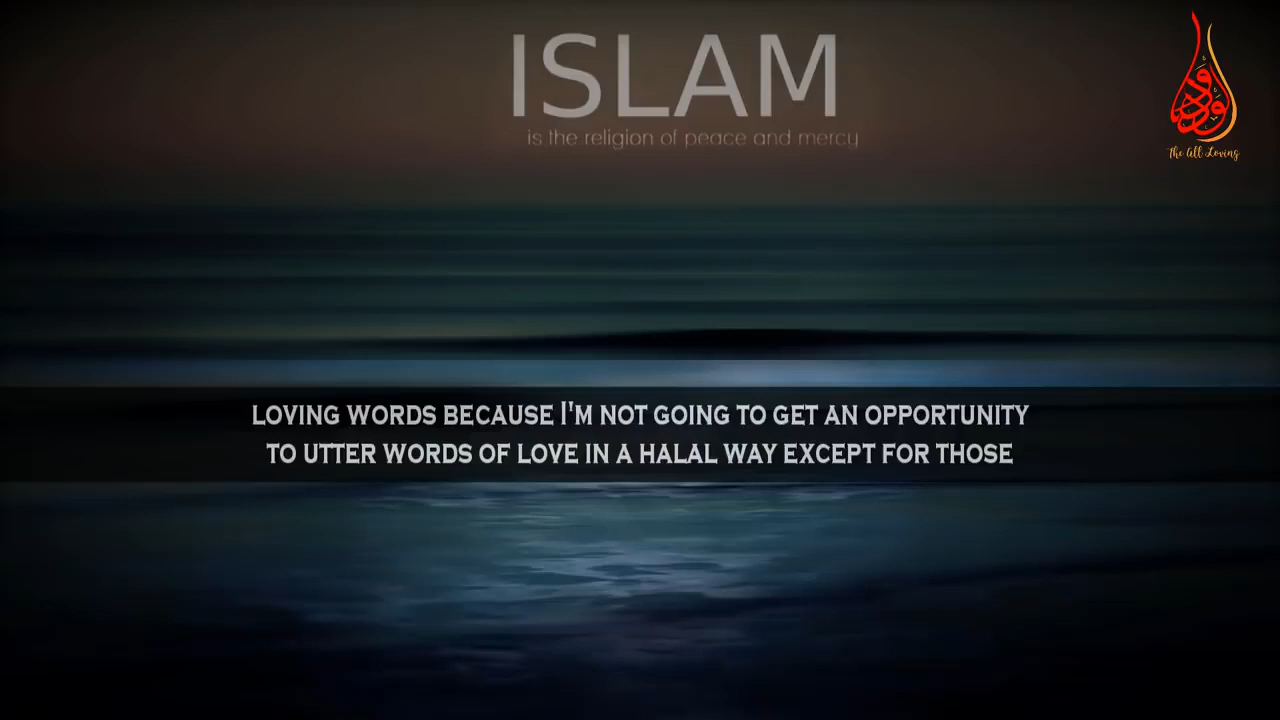 ISLAM
is the religion of peace and mercy
ودود
The All Loving
LOVING WORDS BECAUSE I'M NOT GOING TO GET AN OPPORTUNITY
TO UTTER WORDS OF LOVE IN A HALAL WAY EXCEPT FOR THOSE